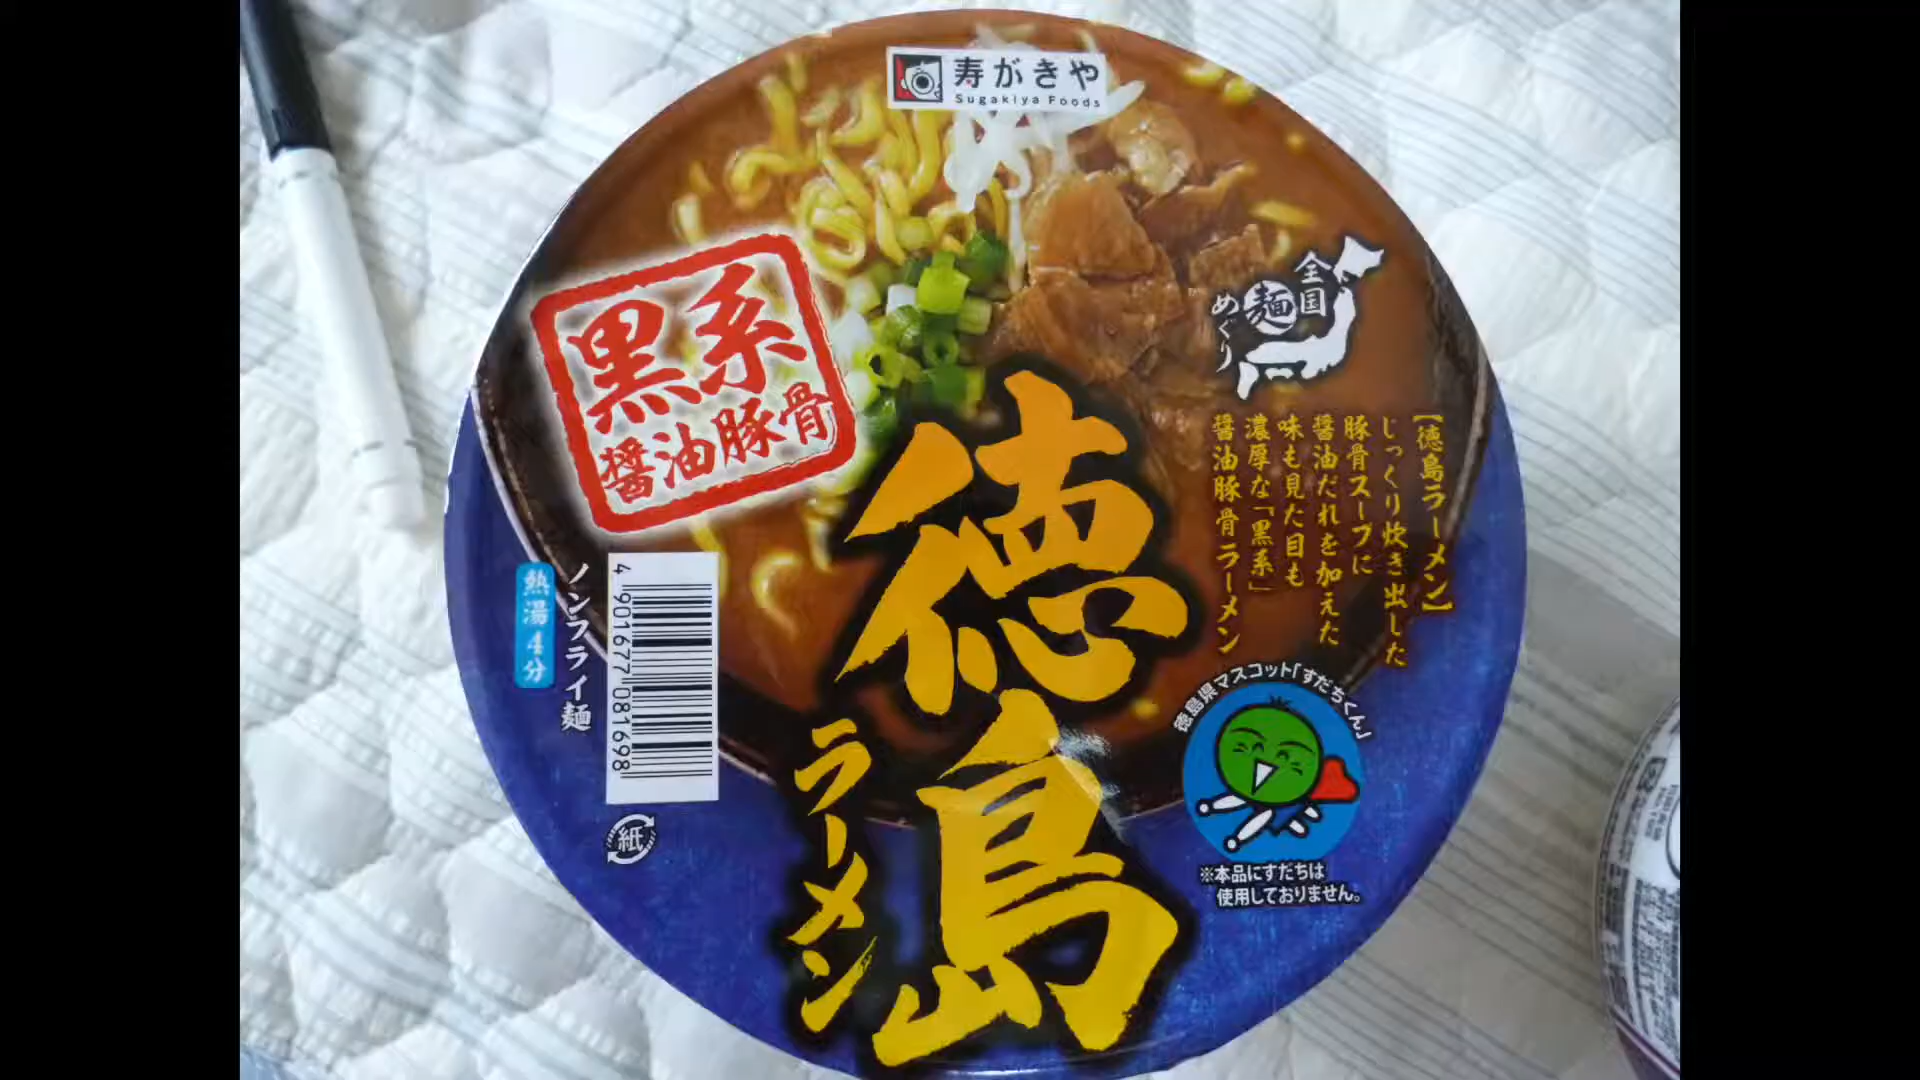 寿がきや
Sugakiya Foods
黒系
醤油豚骨
全国
麺
めぐり
【徳島ラーメン】
じっくり炊き出した
豚骨スープに
醤油だれを加えた
味も見た目も
濃厚な「黒系」
醤油豚骨ラーメン
徳島
ラーメン
ノンフライ麺
熱湯4分
4 901677 081698
紙
徳島県マスコット「すだちくん」
※本品にすだちは
使用しておりません。